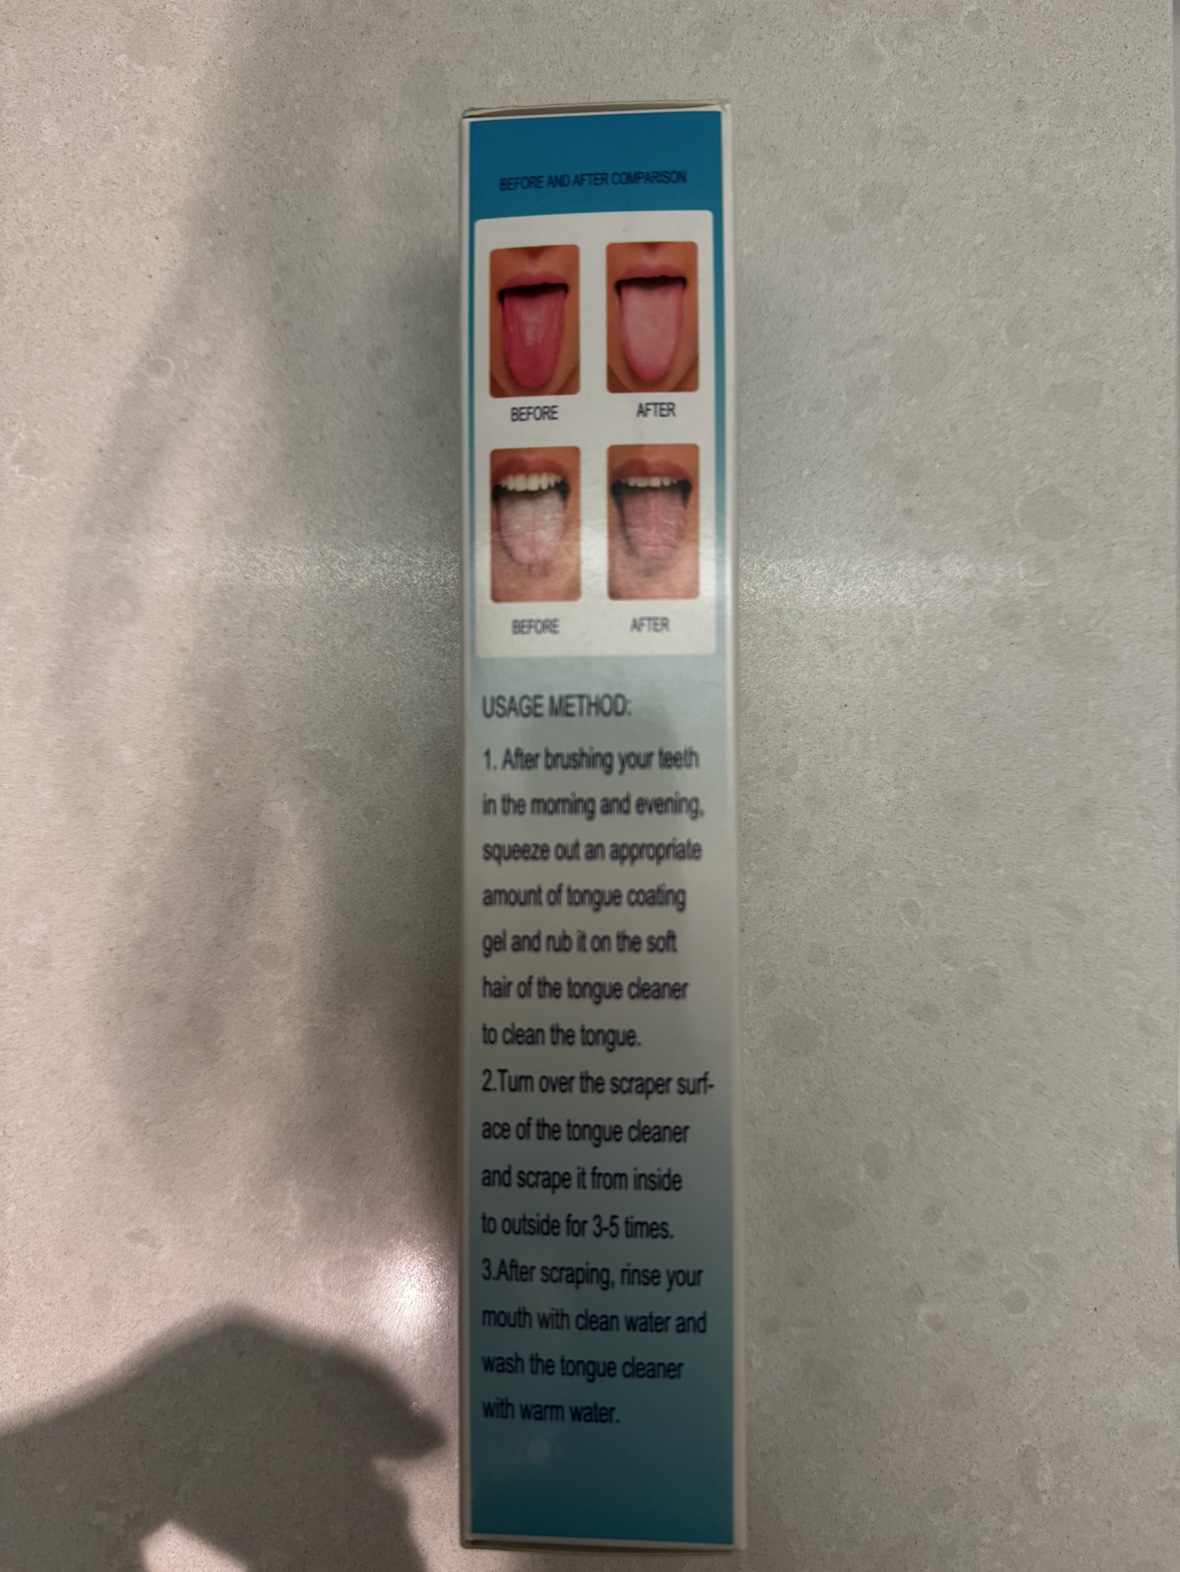 BEFORE AND AFTER COMPARISON
BEFORE AFTER
BEFORE AFTER
USAGE METHOD:
1. After brushing your teeth
in the morning and evening,
squeeze out an appropriate
amount of tongue coating
gel and rub it on the soft
hair of the tongue cleaner
to clean the tongue.
2.Turn over the scraper surf-
ace of the tongue cleaner
and scrape it from inside
to outside for 3-5 times.
3.After scraping, rinse your
mouth with clean water and
wash the tongue cleaner
with warm water.